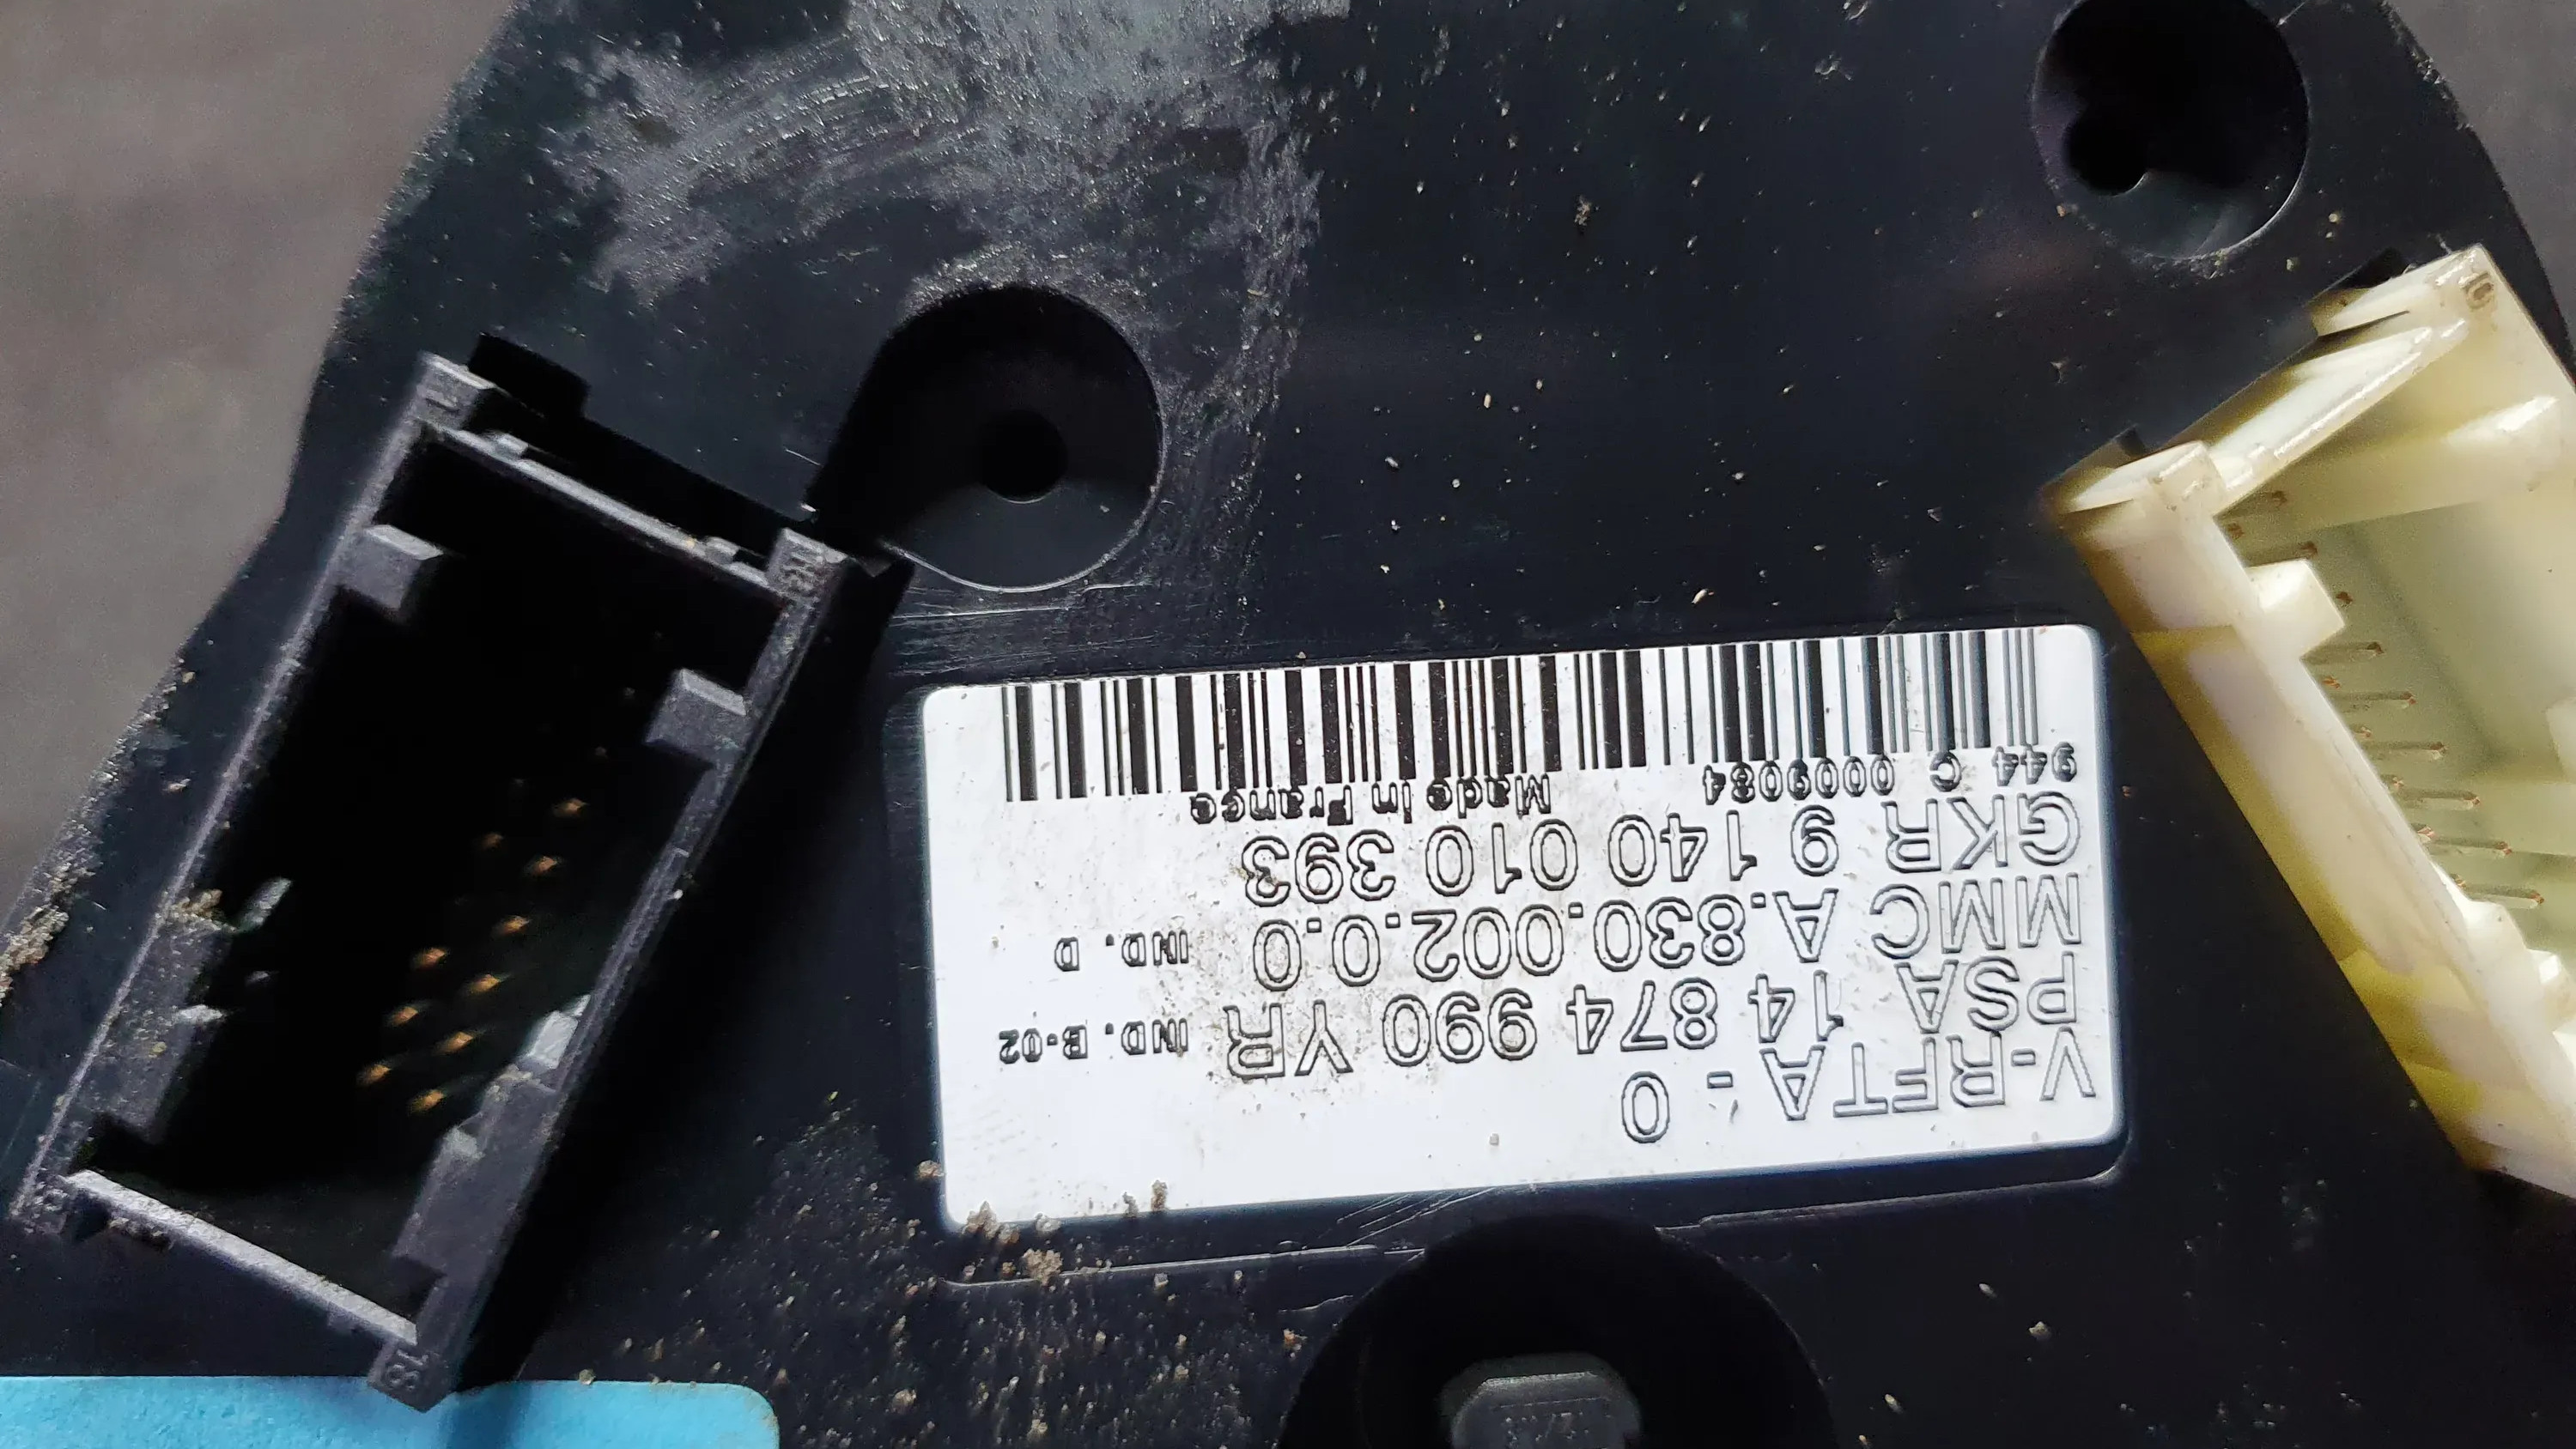 V-RFTA - 0
PSA 14 874 990 YR IND. B-02
MMC A.830.002.0.0 IND. D
GKR 9 140 010 393
944 C 0009084 Made in France